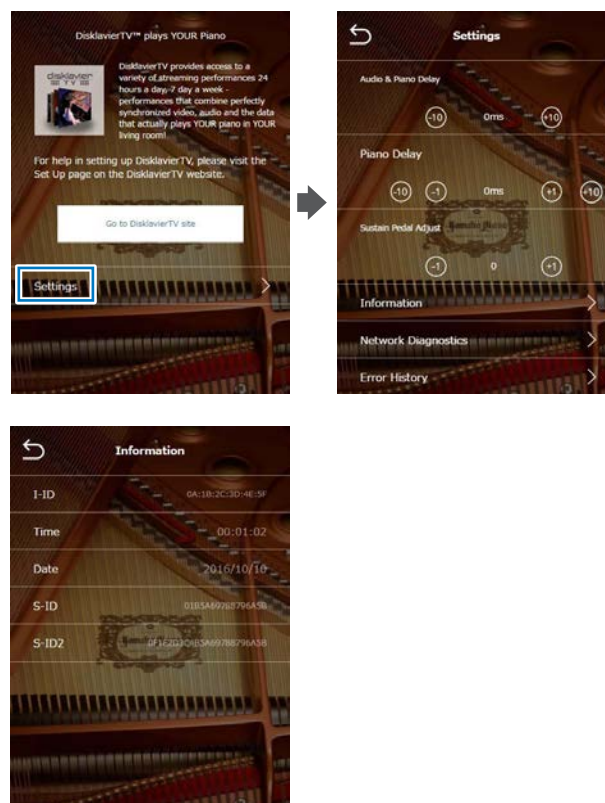 DisklavierTV™ plays YOUR Piano
disklavier
TV
DisklavierTV provides access to a
variety of streaming performances 24
hours a day, 7 day a week -
performances that combine perfectly
synchronized video, audio and the data
that actually plays YOUR piano in YOUR
living room!
For help in setting up DisklavierTV, please visit the
Set Up page on the DisklavierTV website.
Go to DisklavierTV site
Settings
Settings
Audio & Piano Delay
-10 0ms +10
Piano Delay
-10 -1 0ms +1 +10
Sustain Pedal Adjust
-1 0 +1
Information
Network Diagnostics
Error History
Information
I-ID 0A:1B:2C:3D:4E:5F
Time 00:01:02
Date 2016/10/10
S-ID
S-ID2